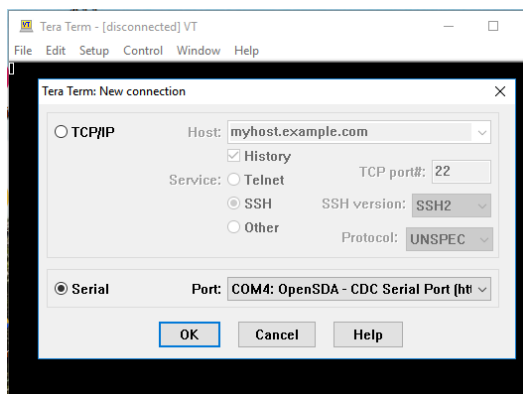 Tera Term - [disconnected] VT
File Edit Setup Control Window Help
Tera Term: New connection
TCP/IP Host: myhost.example.com
History
Service: Telnet TCP port#: 22
SSH SSH version: SSH2
Other Protocol: UNSPEC
Serial Port: COM4: OpenSDA - CDC Serial Port (htt
OK Cancel Help